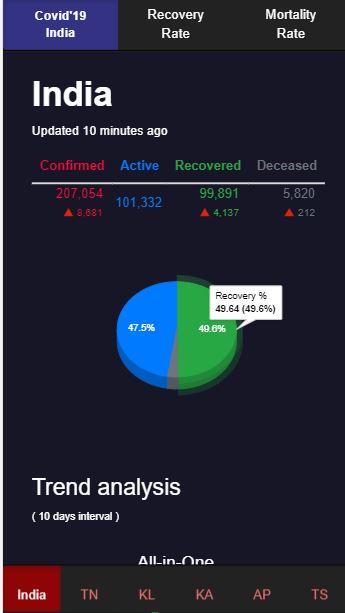 Covid'19 India
Recovery Rate
Mortality Rate
India
Updated 10 minutes ago
Confirmed Active Recovered Deceased
207,054 101,332 99,891 5,820
▲ 8,681 ▲ 4,137 ▲ 212
Recovery %
49.64 (49.6%)
47.5% 49.6%
Trend analysis
( 10 days interval )
All-in-One
India TN KL KA AP TS